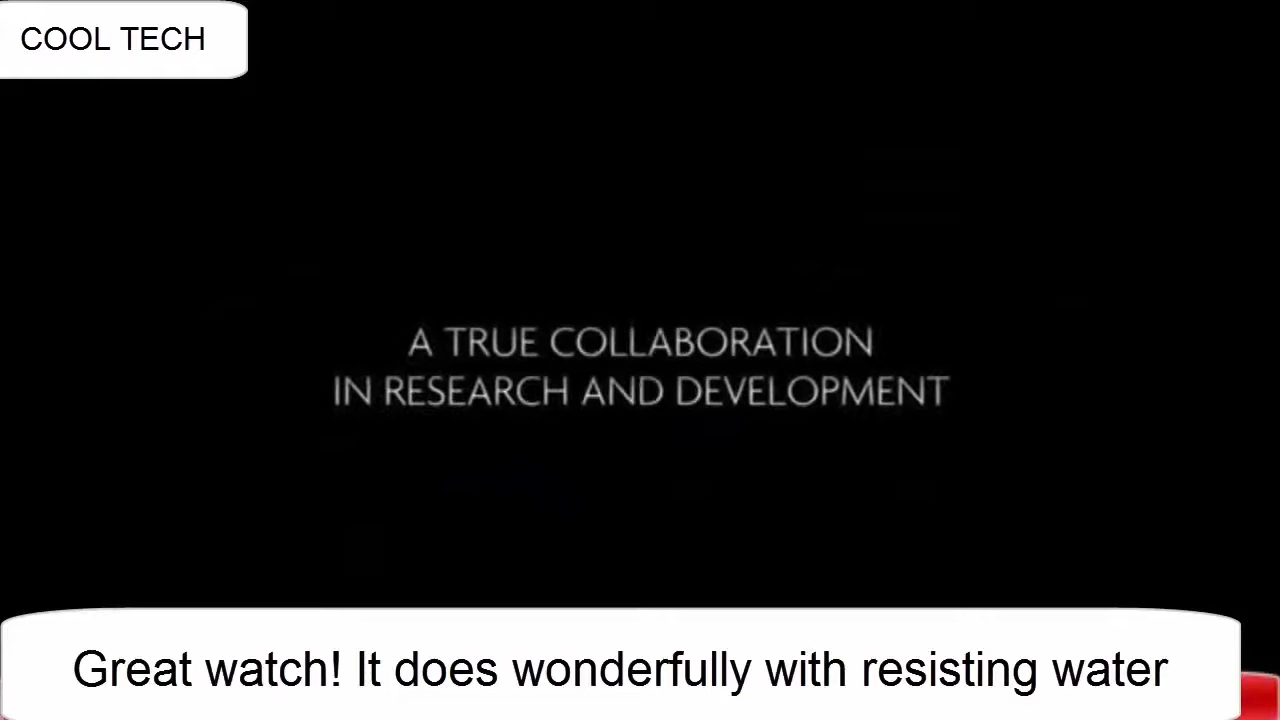 COOL TECH
A TRUE COLLABORATION
IN RESEARCH AND DEVELOPMENT
Great watch! It does wonderfully with resisting water